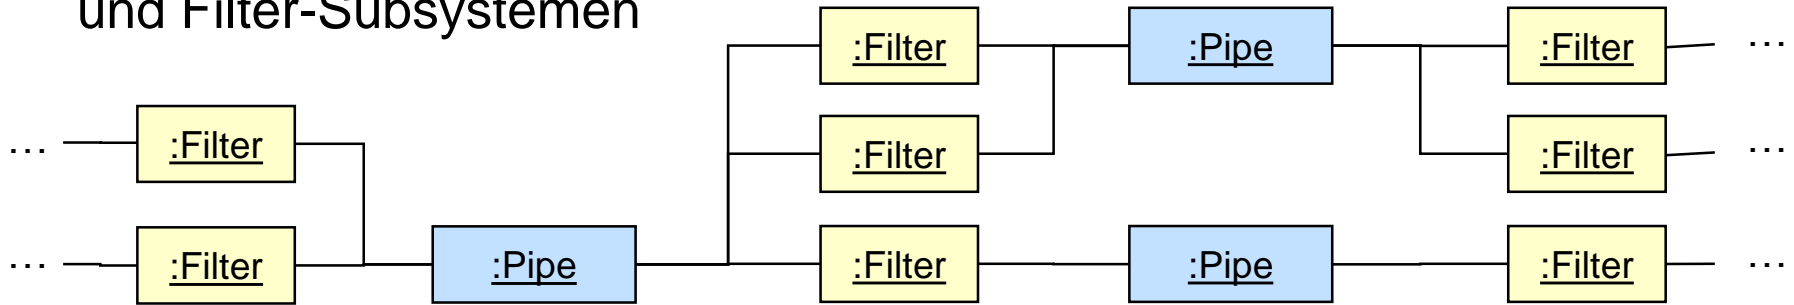 und Filter-Subsystemen
:Filter :Pipe :Filter ...
... :Filter :Filter :Filter ...
... :Filter :Pipe :Filter :Pipe :Filter ...